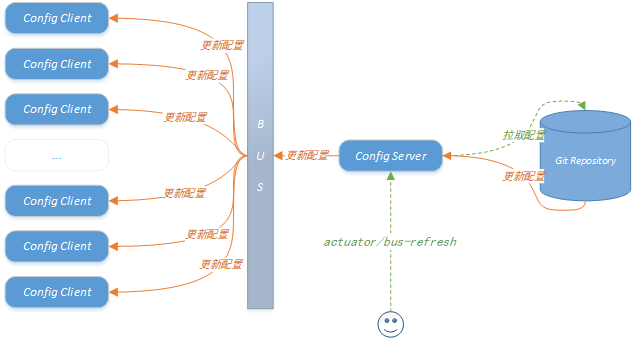 Config Client
更新配置
Config Client
更新配置
Config Client
更新配置
...
Config Client
更新配置
Config Client
更新配置
Config Client
更新配置
B
U
S
更新配置
Config Server
拉取配置
更新配置
Git Repository
actuator/bus-refresh